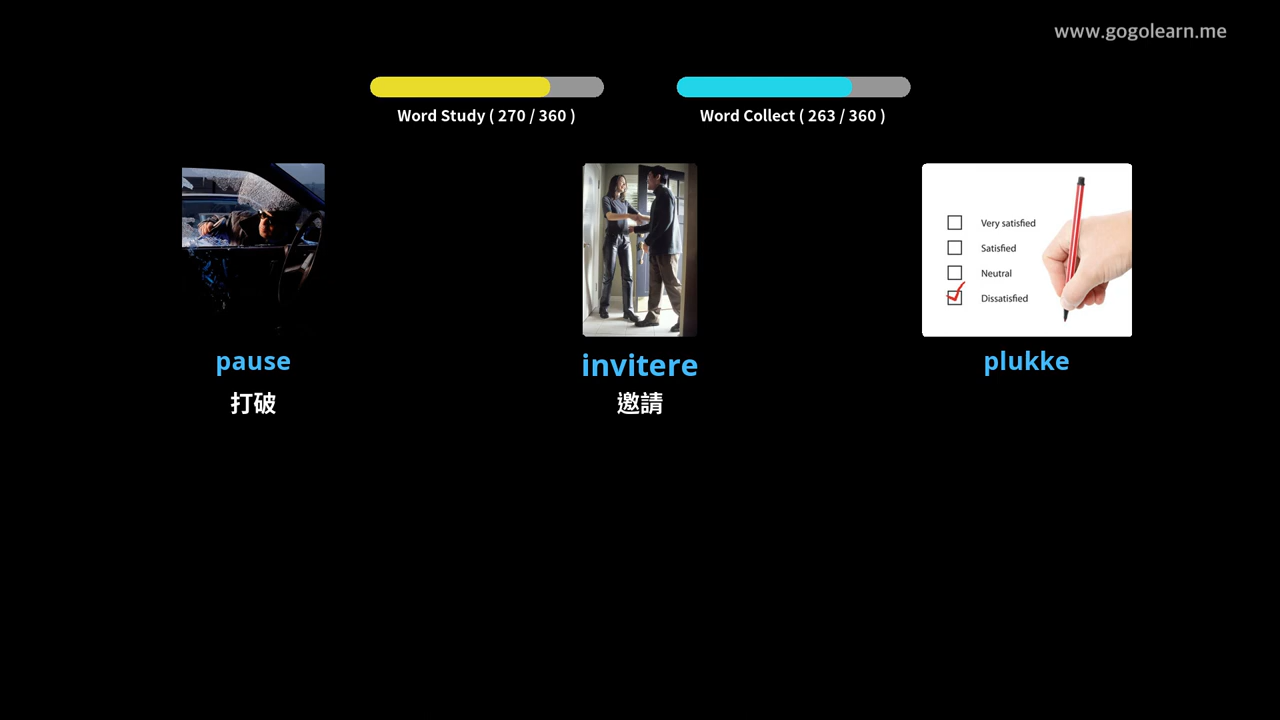 www.gogolearn.me
Word Study ( 270 / 360 )
Word Collect ( 263 / 360 )
Very satisfied
Satisfied
Neutral
Dissatisfied
pause
invitere
plukke
打破
邀請